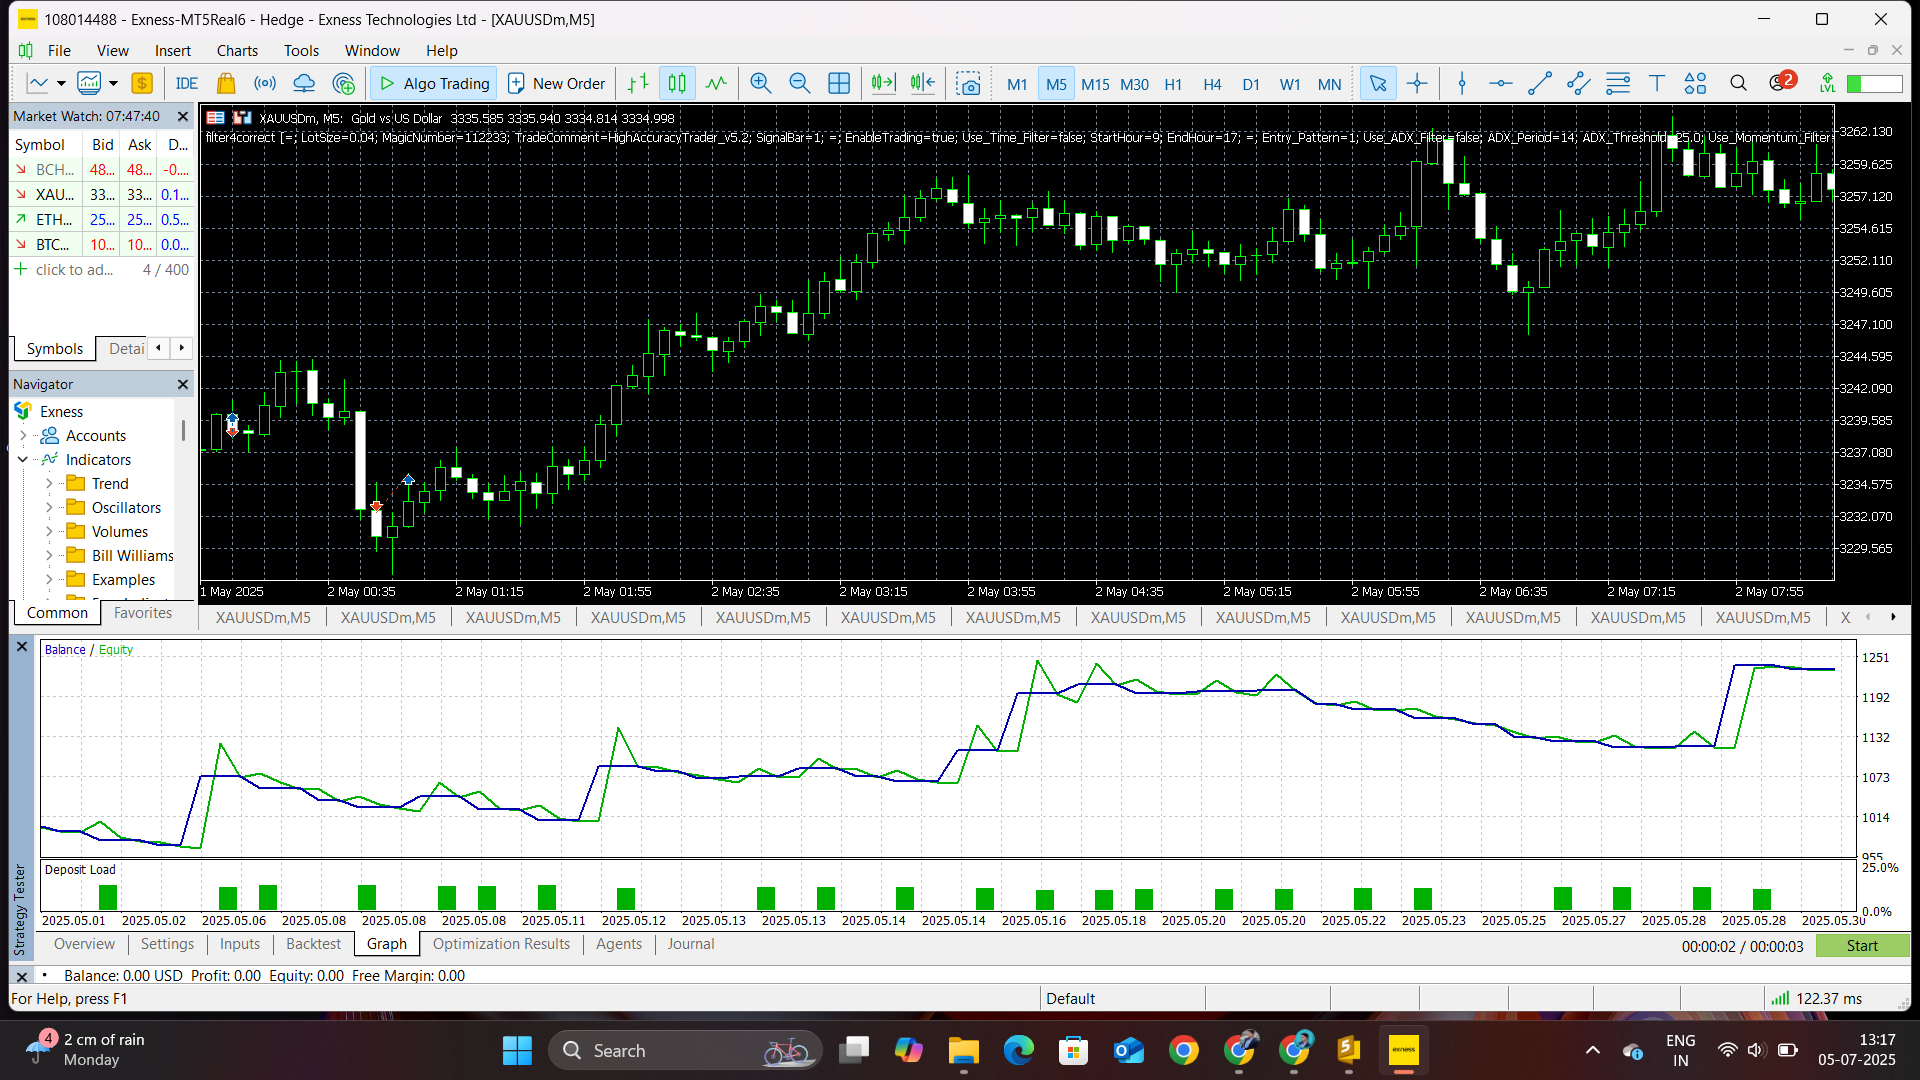 108014488 - Exness-MT5Real6 - Hedge - Exness Technologies Ltd - [XAUUSDm,M5]
File View Insert Charts Tools Window Help
IDE Algo Trading New Order M1 M5 M15 M30 H1 H4 D1 W1 MN 2 LVL
Market Watch: 07:47:40
Symbol Bid Ask D...
BCH... 48... 48... -0....
XAU... 33... 33... 0.1...
ETH... 25... 25... 0.5...
BTC... 10... 10... 0.0...
click to ad... 4 / 400
Symbols Detai
Navigator
Exness
Accounts
Indicators
Trend
Oscillators
Volumes
Bill Williams
Examples
Common Favorites
XAUUSDm, M5: Gold vs US Dollar 3335.585 3335.940 3334.814 3334.998
filter4correct [=; LotSize=0.04; MagicNumber=112233; TradeComment=HighAccuracyTrader_v5.2; SignalBar=1; =; EnableTrading=true; Use_Time_Filter=false; StartHour=9; EndHour=17; =; Entry_Pattern=1; Use_ADX_Filter=false; ADX_Period=14; ADX_Threshold=25.0; Use_Momentum_Filter
3262.130
3259.625
3257.120
3254.615
3252.110
3249.605
3247.100
3244.595
3242.090
3239.585
3237.080
3234.575
3232.070
3229.565
1 May 2025 2 May 00:35 2 May 01:15 2 May 01:55 2 May 02:35 2 May 03:15 2 May 03:55 2 May 04:35 2 May 05:15 2 May 05:55 2 May 06:35 2 May 07:15 2 May 07:55
XAUUSDm,M5 XAUUSDm,M5 XAUUSDm,M5 XAUUSDm,M5 XAUUSDm,M5 XAUUSDm,M5 XAUUSDm,M5 XAUUSDm,M5 XAUUSDm,M5 XAUUSDm,M5 XAUUSDm,M5 XAUUSDm,M5 XAUUSDm,M5 X
Balance / Equity
1251
1192
1132
1073
1014
955
Deposit Load
25.0%
0.0%
2025.05.01 2025.05.02 2025.05.06 2025.05.08 2025.05.08 2025.05.08 2025.05.11 2025.05.12 2025.05.13 2025.05.13 2025.05.14 2025.05.14 2025.05.16 2025.05.18 2025.05.20 2025.05.20 2025.05.22 2025.05.23 2025.05.25 2025.05.27 2025.05.28 2025.05.28 2025.05.30
Strategy Tester
Overview Settings Inputs Backtest Graph Optimization Results Agents Journal
00:00:02 / 00:00:03 Start
Balance: 0.00 USD Profit: 0.00 Equity: 0.00 Free Margin: 0.00
For Help, press F1
Default
122.37 ms
4
2 cm of rain
Monday
Search
exness
ENG
IN
13:17
05-07-2025